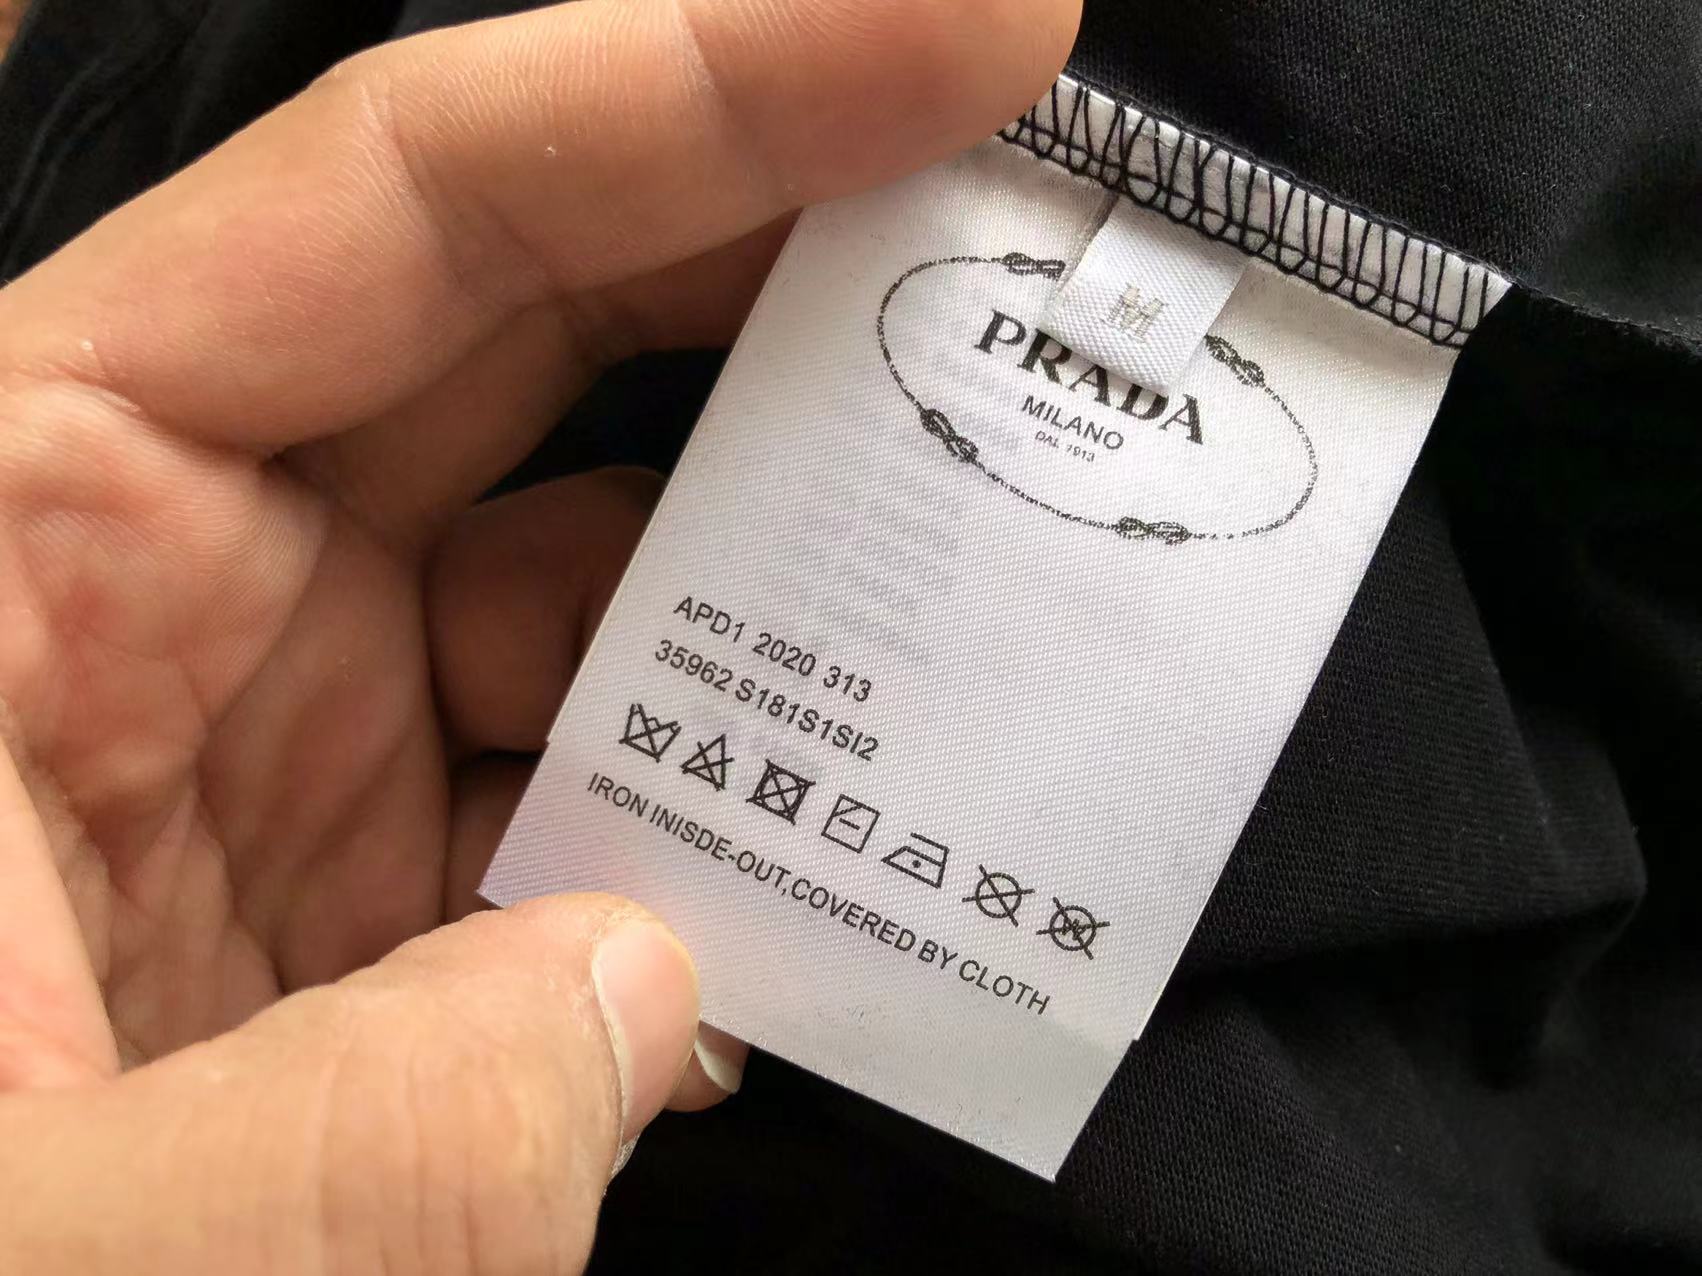 M
PRADA
MILANO
DAL 1913
APD1 2020 313
35962 S181S1SI2
IRON INISDE-OUT,COVERED BY CLOTH